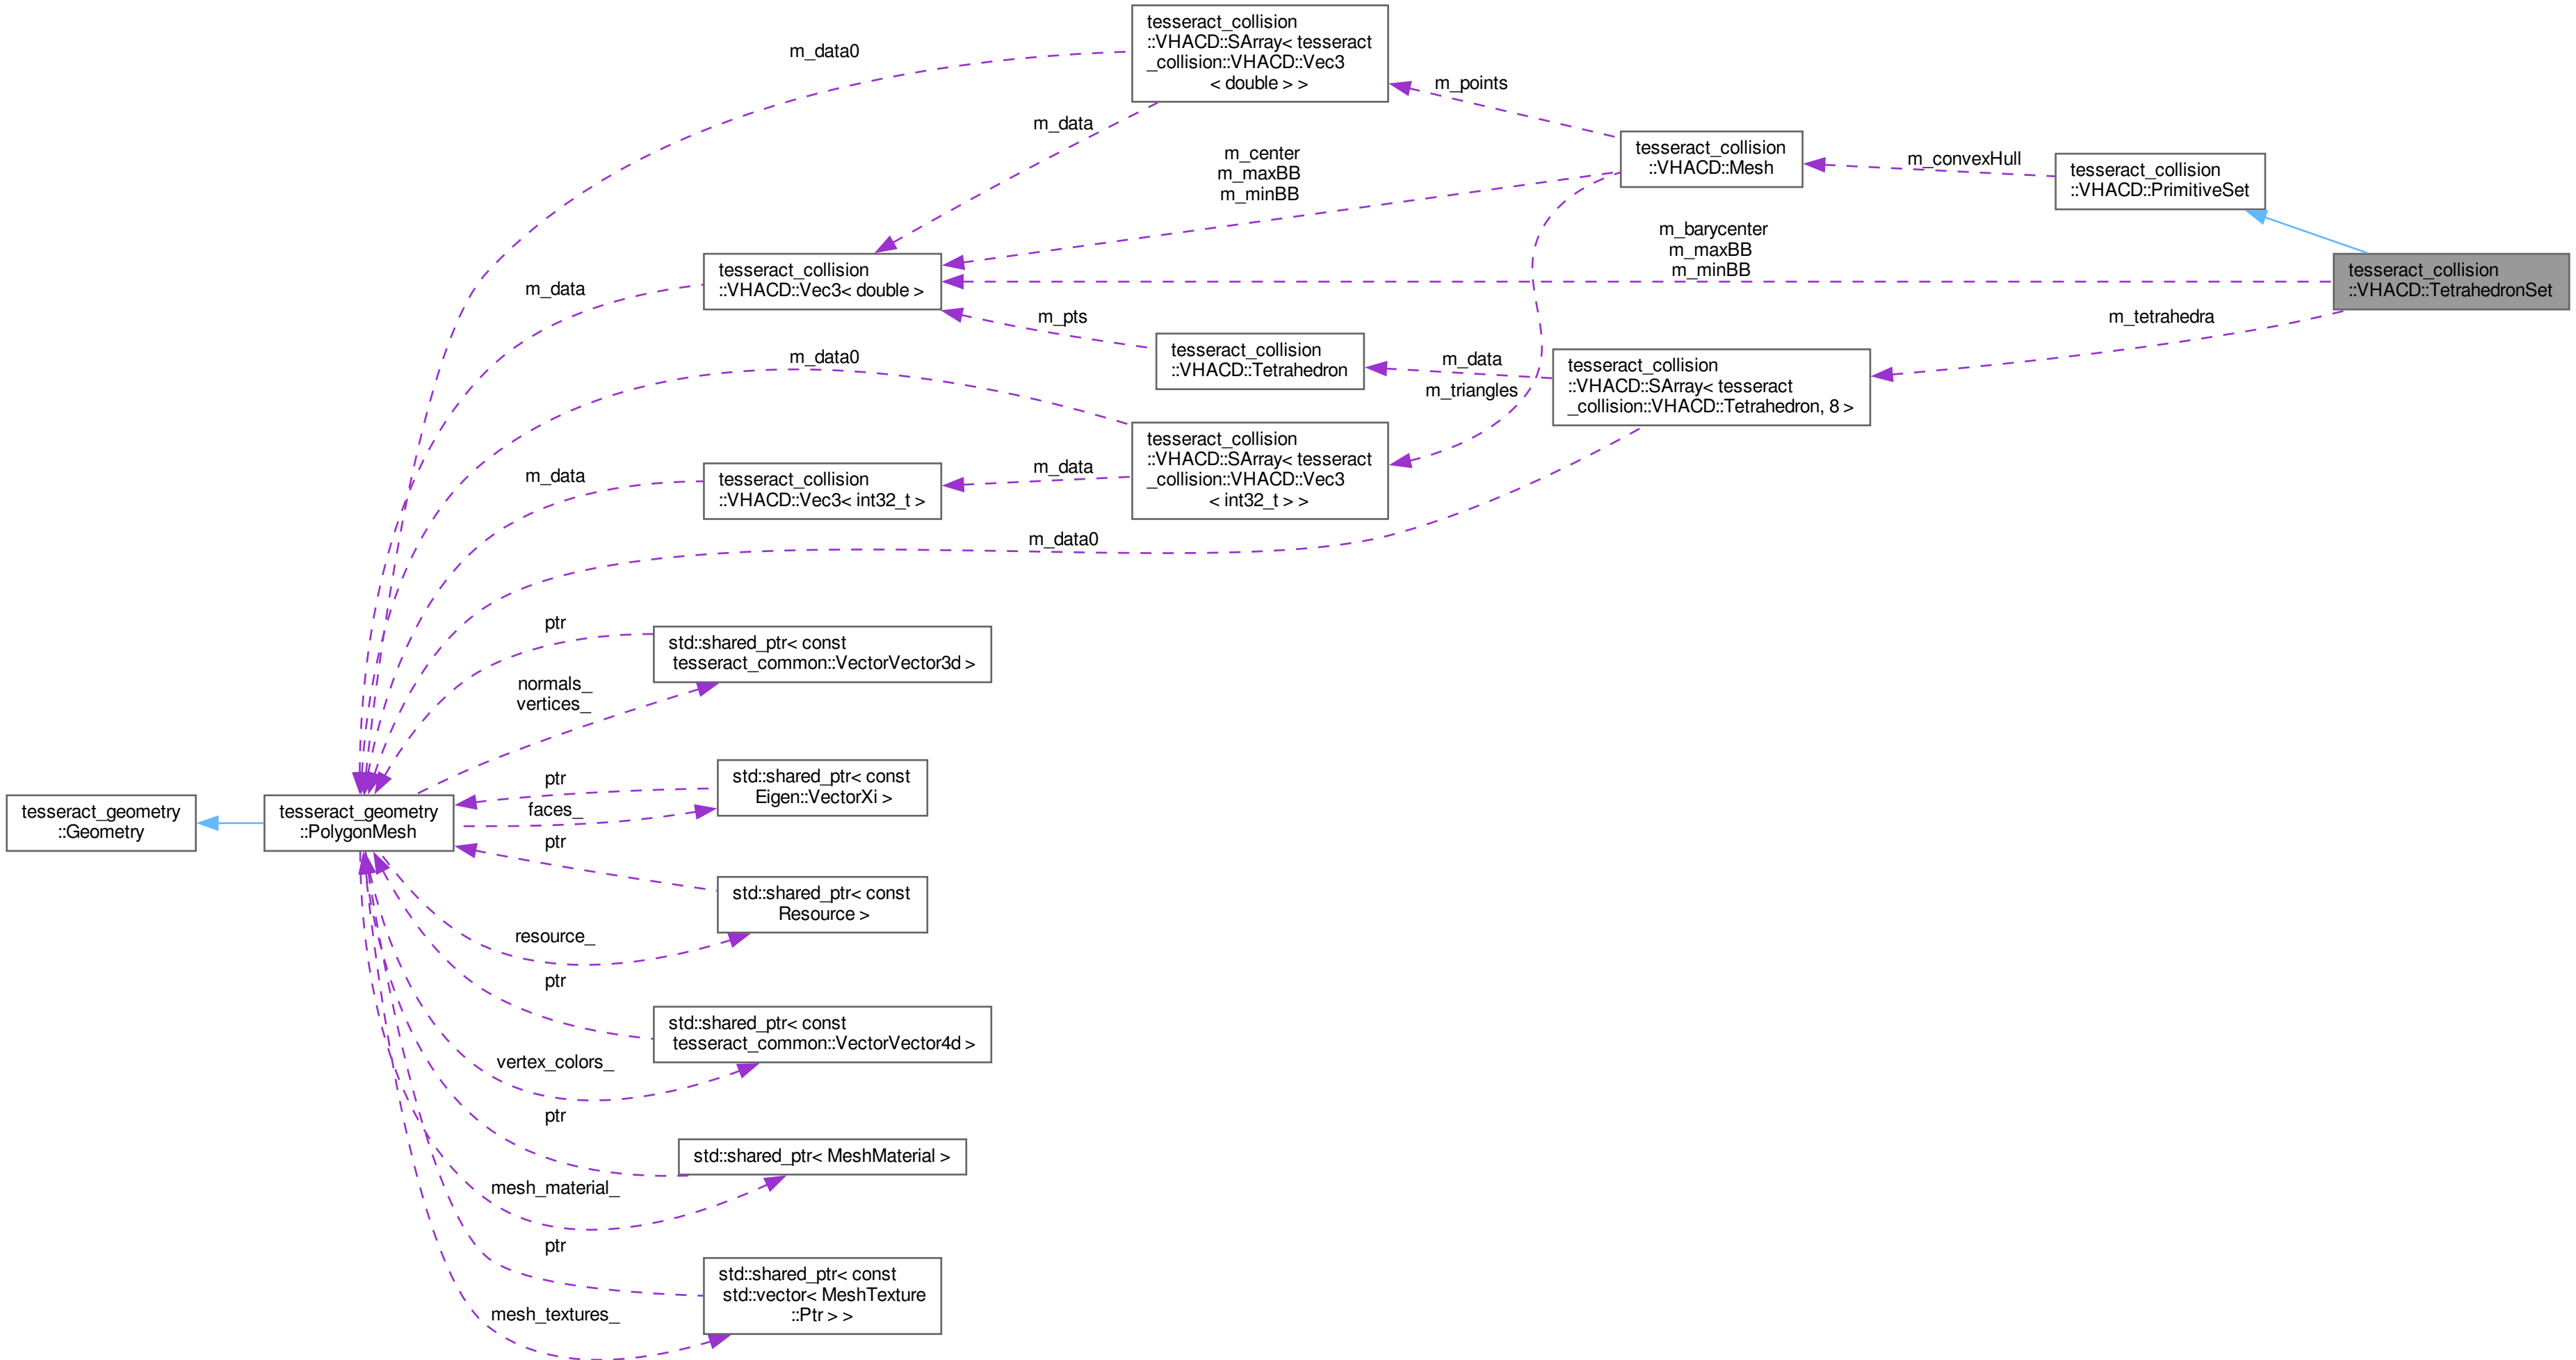 tesseract_collision
::VHACD::SArray< tesseract
_collision::VHACD::Vec3
< double > >
m_data0
m_points
m_data
tesseract_collision
::VHACD::Mesh
m_center
m_maxBB
m_minBB
m_convexHull
tesseract_collision
::VHACD::PrimitiveSet
m_barycenter
m_maxBB
m_minBB
tesseract_collision
::VHACD::TetrahedronSet
tesseract_collision
::VHACD::Vec3< double >
m_data
m_pts
m_tetrahedra
tesseract_collision
::VHACD::Tetrahedron
m_data
m_data0
tesseract_collision
::VHACD::SArray< tesseract
_collision::VHACD::Tetrahedron, 8 >
m_triangles
tesseract_collision
::VHACD::SArray< tesseract
_collision::VHACD::Vec3
< int32_t > >
m_data
tesseract_collision
::VHACD::Vec3< int32_t >
m_data
m_data0
ptr
std::shared_ptr< const
tesseract_common::VectorVector3d >
normals_
vertices_
ptr
std::shared_ptr< const
Eigen::VectorXi >
faces_
tesseract_geometry
::Geometry
tesseract_geometry
::PolygonMesh
ptr
std::shared_ptr< const
Resource >
resource_
ptr
std::shared_ptr< const
tesseract_common::VectorVector4d >
vertex_colors_
ptr
std::shared_ptr< MeshMaterial >
mesh_material_
ptr
std::shared_ptr< const
std::vector< MeshTexture
::Ptr > >
mesh_textures_